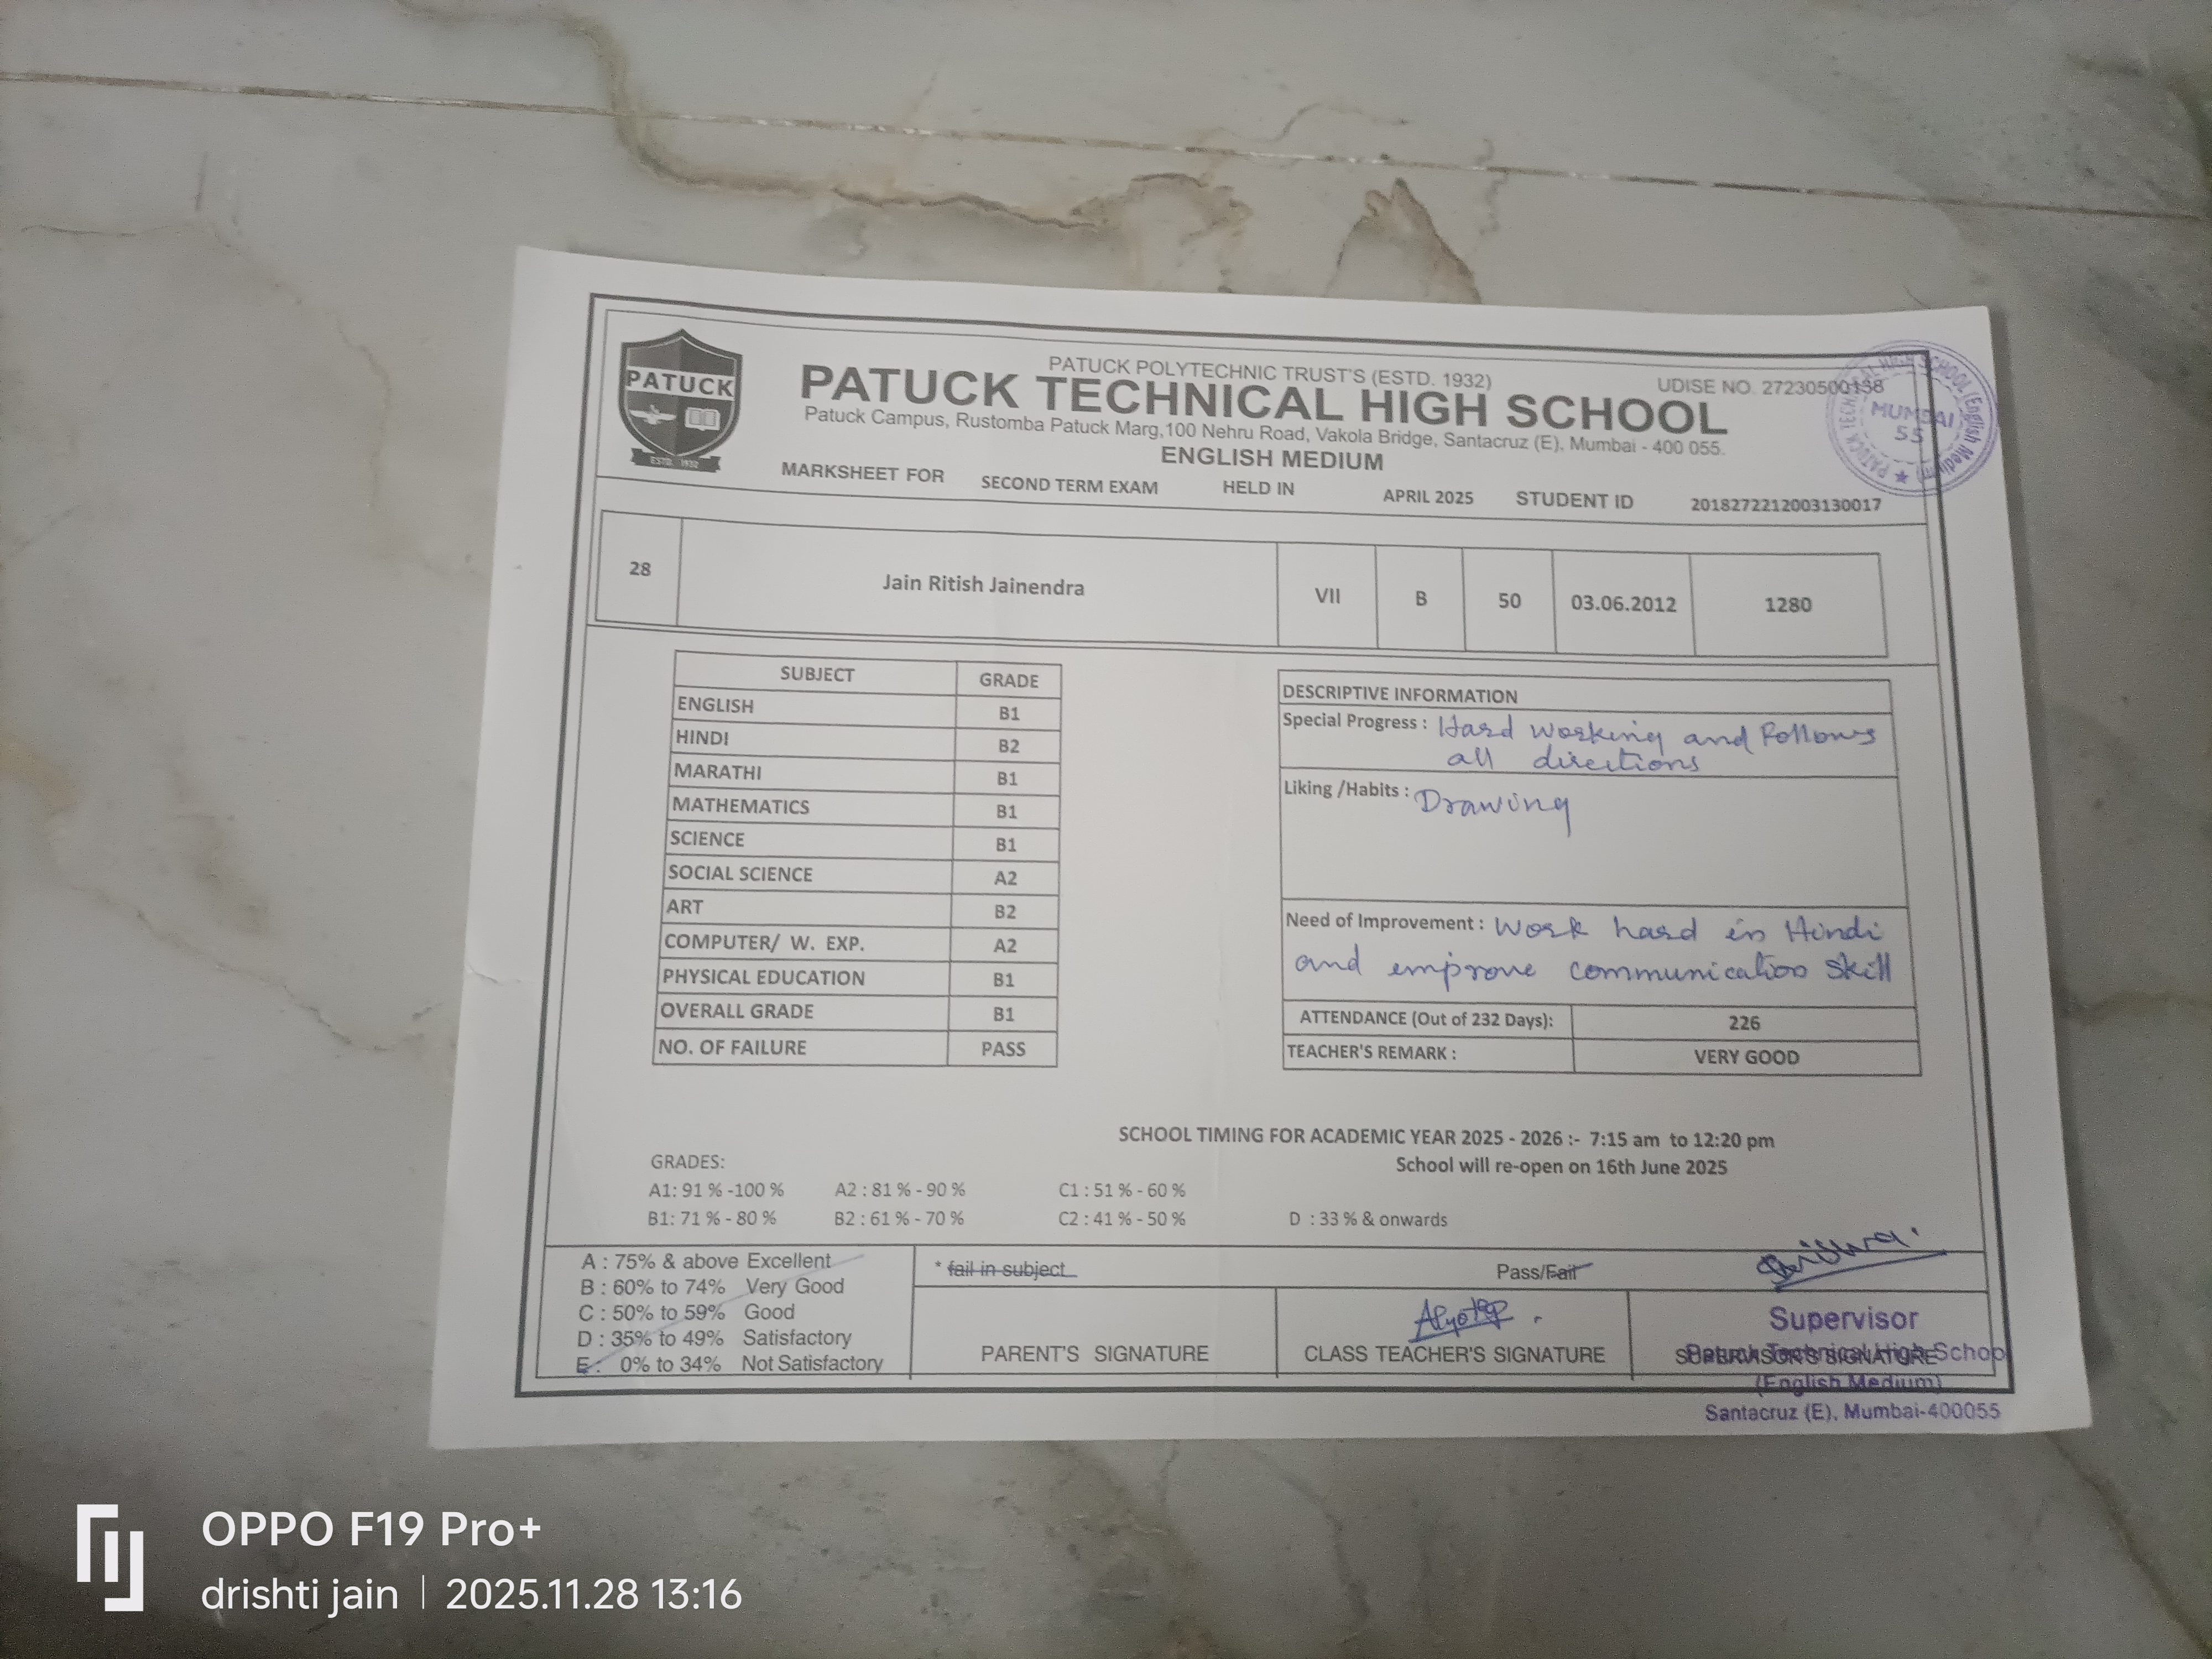 PATUCK
ESTD. 1932
PATUCK POLYTECHNIC TRUST'S (ESTD. 1932)
UDISE NO. 27230500138
PATUCK TECHNICAL HIGH SCHOOL
Patuck Campus, Rustomba Patuck Marg,100 Nehru Road, Vakola Bridge, Santacruz (E), Mumbai - 400 055.
ENGLISH MEDIUM
MARKSHEET FOR SECOND TERM EXAM HELD IN APRIL 2025 STUDENT ID 2018272212003130017
PATUCK TECHNICAL HIGH SCHOOL (English Medium)
MUMBAI
55
28 Jain Ritish Jainendra VII B 50 03.06.2012 1280
SUBJECT GRADE
ENGLISH B1
HINDI B2
MARATHI B1
MATHEMATICS B1
SCIENCE B1
SOCIAL SCIENCE A2
ART B2
COMPUTER/ W. EXP. A2
PHYSICAL EDUCATION B1
OVERALL GRADE B1
NO. OF FAILURE PASS
DESCRIPTIVE INFORMATION
Special Progress : Hard working and Follows
all directions
Liking /Habits : Drawing
Need of Improvement : Work hard in Hindi
and emprove communication skill
ATTENDANCE (Out of 232 Days): 226
TEACHER'S REMARK : VERY GOOD
SCHOOL TIMING FOR ACADEMIC YEAR 2025 - 2026 :- 7:15 am to 12:20 pm
School will re-open on 16th June 2025
GRADES:
A1: 91 % -100 % A2 : 81 % - 90 % C1 : 51 % - 60 %
B1: 71 % - 80 % B2 : 61 % - 70 % C2 : 41 % - 50 % D : 33 % & onwards
A : 75% & above Excellent
B : 60% to 74% Very Good
C : 50% to 59% Good
D : 35% to 49% Satisfactory
E : 0% to 34% Not Satisfactory
* fail in subject
Pass/Fail
PARENT'S SIGNATURE
CLASS TEACHER'S SIGNATURE
SUPERVISOR'S SIGNATURE
Supervisor
Patuck Technical High School
(English Medium)
Santacruz (E), Mumbai-400055
OPPO F19 Pro+
drishti jain | 2025.11.28 13:16